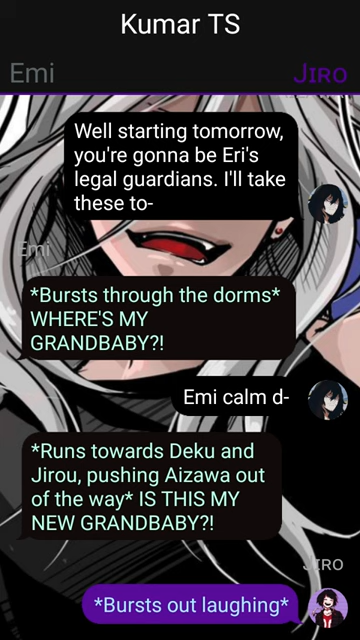 Kumar TS
Emi
JIRO
Well starting tomorrow,
you're gonna be Eri's
legal guardians. I'll take
these to-
Emi
*Bursts through the dorms*
WHERE'S MY
GRANDBABY?!
Emi calm d-
*Runs towards Deku and
Jirou, pushing Aizawa out
of the way* IS THIS MY
NEW GRANDBABY?!
JIRO
*Bursts out laughing*